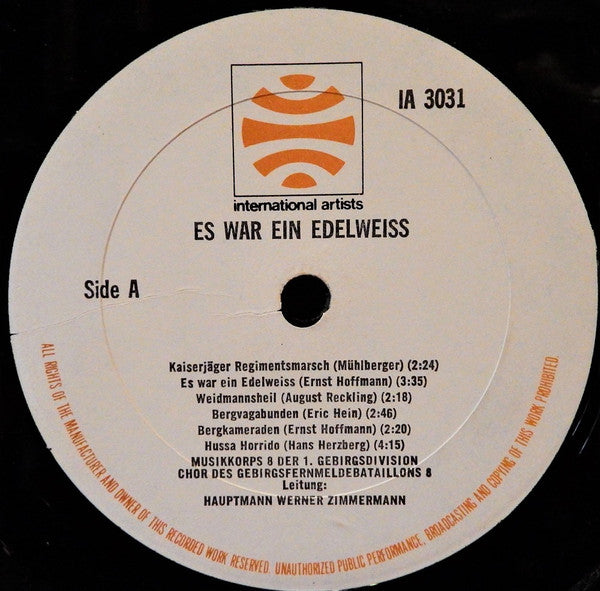 IA 3031
international artists
ES WAR EIN EDELWEISS
Side A
Kaiserjäger Regimentsmarsch (Mühlberger) (2:24)
Es war ein Edelweiss (Ernst Hoffmann) (3:35)
Weidmannsheil (August Reckling) (2:18)
Bergvagabunden (Eric Hein) (2:46)
Bergkameraden (Ernst Hoffmann) (2:20)
Hussa Horrido (Hans Herzberg) (4:15)
MUSIKKORPS 8 DER 1. GEBIRGSDIVISION
CHOR DES GEBIRGSFERNMELDEBATAILLONS 8
Leitung:
HAUPTMANN WERNER ZIMMERMANN
ALL RIGHTS OF THE MANUFACTURER AND OWNER OF THIS RECORDED WORK RESERVED. UNAUTHORIZED PUBLIC PERFORMANCE, BROADCASTING AND COPYING OF THIS WORK PROHIBITED.